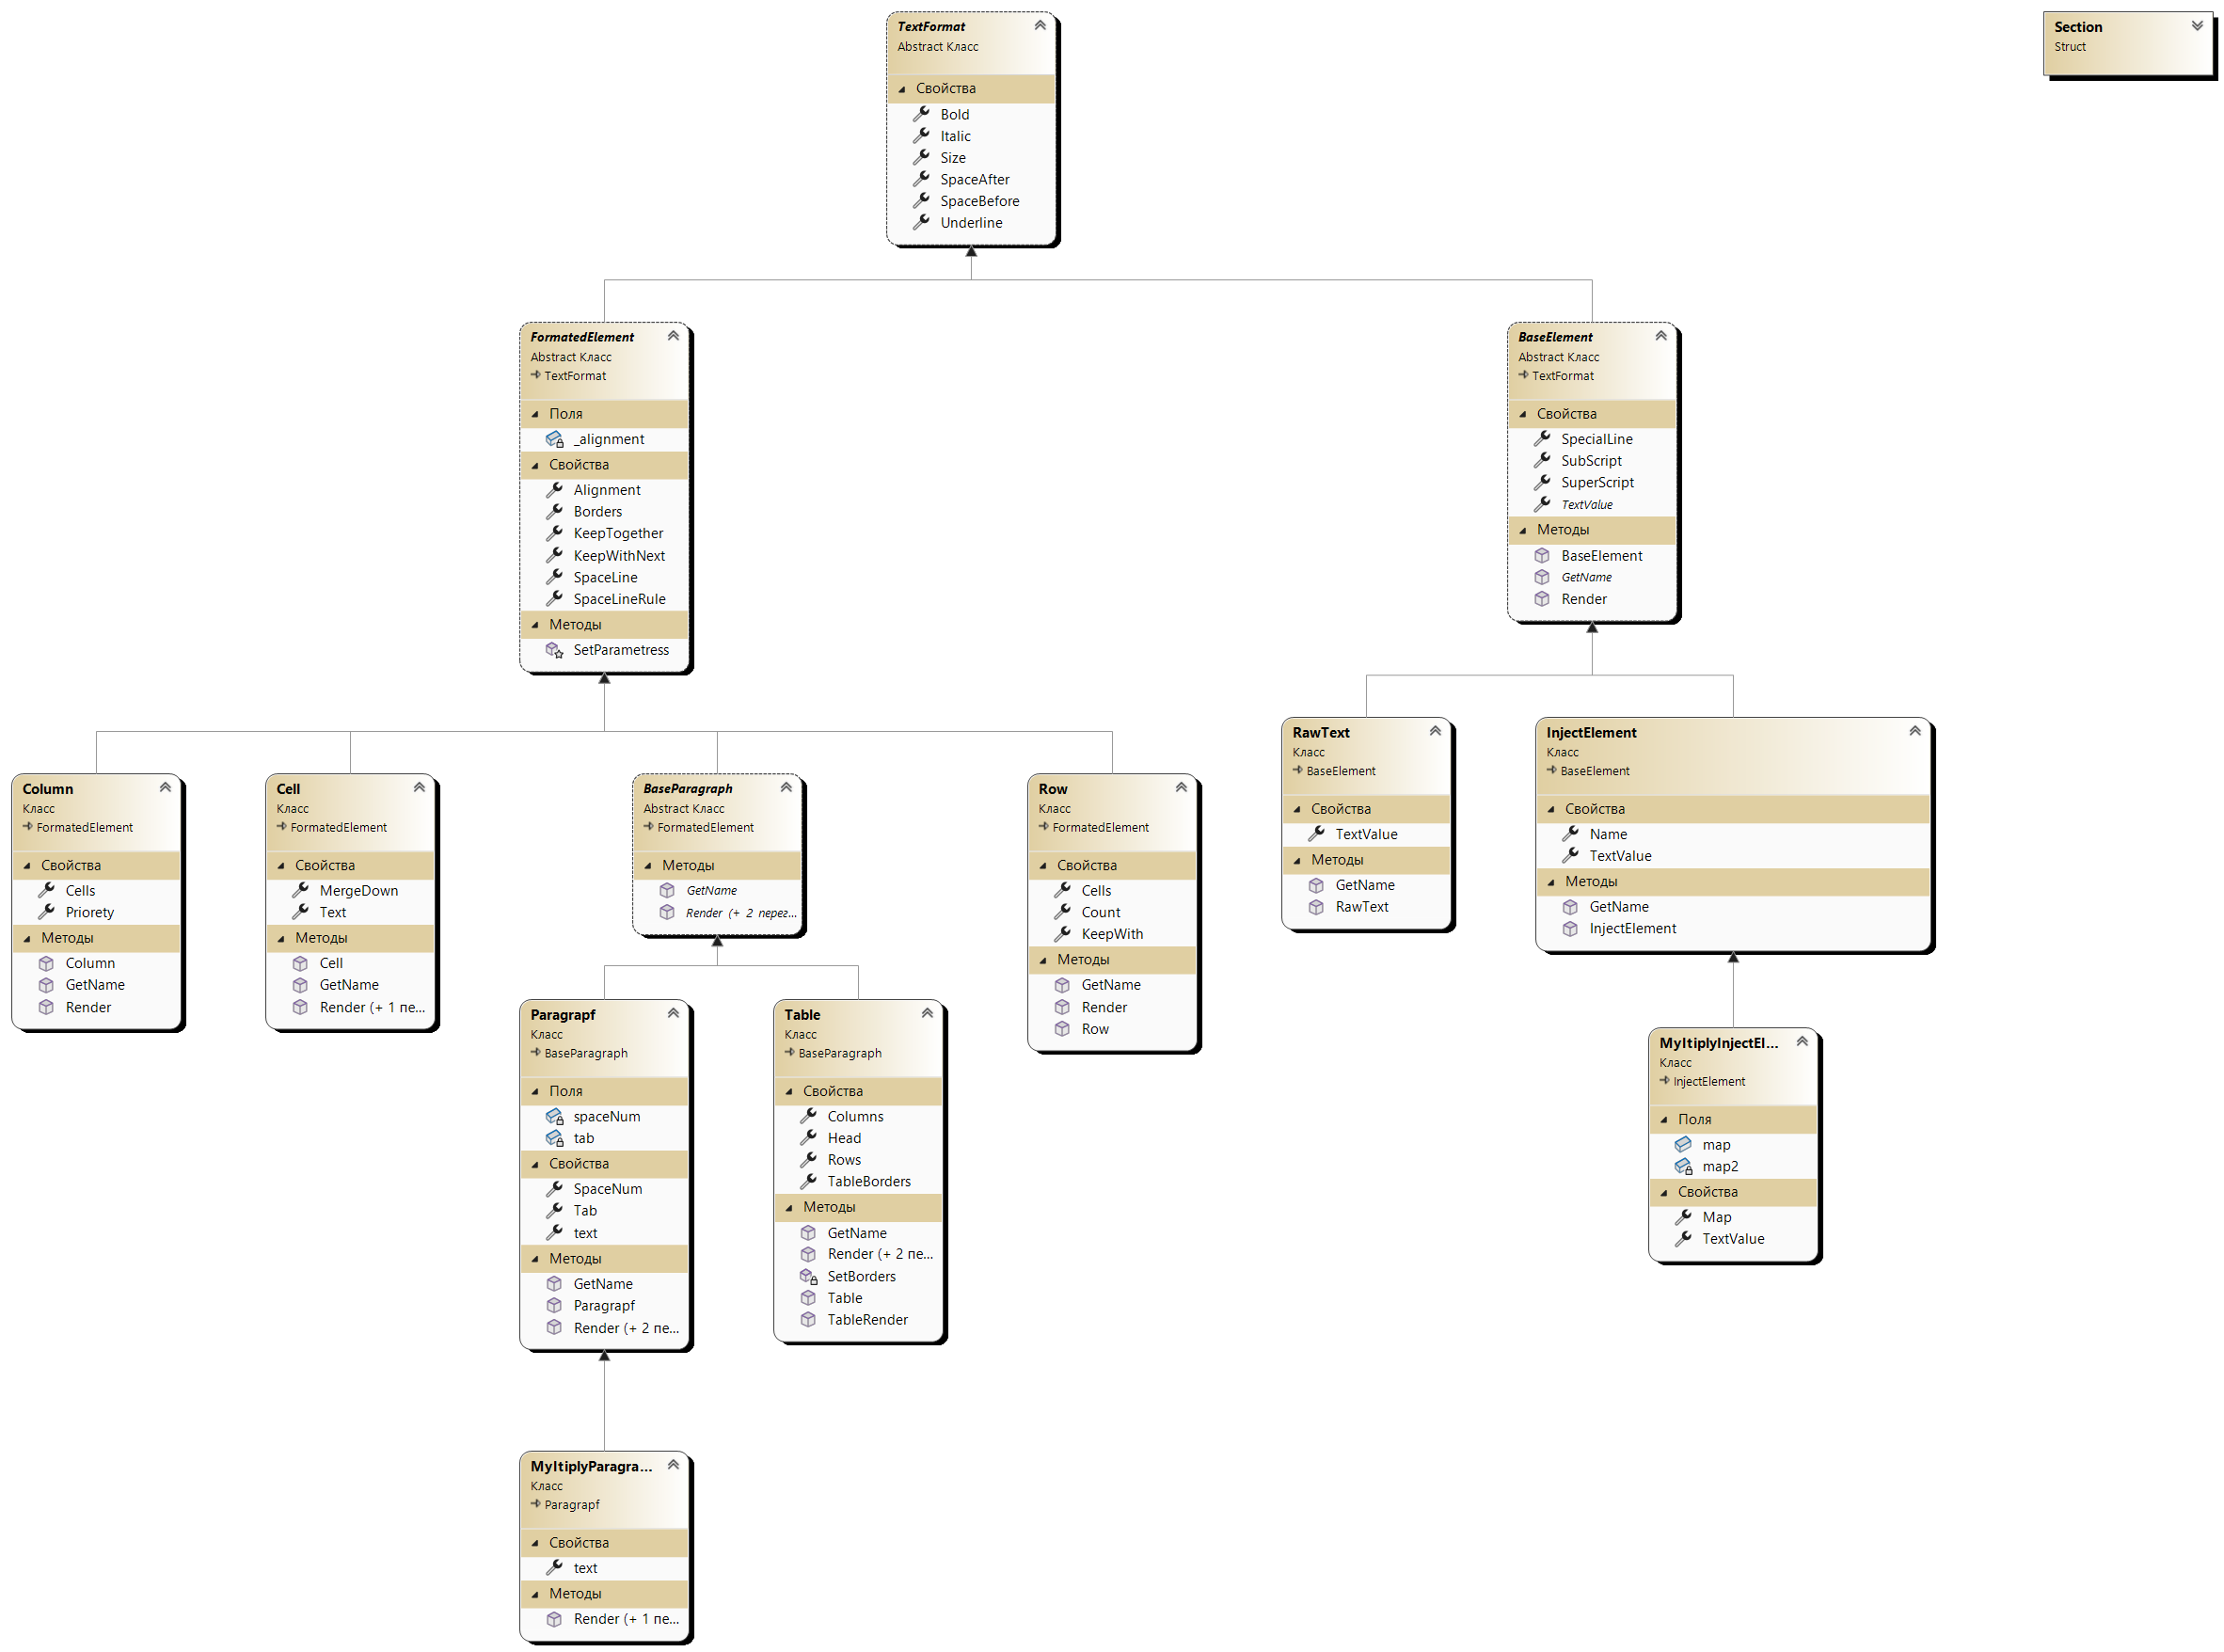 TextFormat
Abstract Класс
Свойства
Bold
Italic
Size
SpaceAfter
SpaceBefore
Underline
Section
Struct
FormatedElement
Abstract Класс
TextFormat
Поля
_alignment
Свойства
Alignment
Borders
KeepTogether
KeepWithNext
SpaceLine
SpaceLineRule
Методы
SetParametress
BaseElement
Abstract Класс
TextFormat
Свойства
SpecialLine
SubScript
SuperScript
TextValue
Методы
BaseElement
GetName
Render
Column
Класс
FormatedElement
Свойства
Cells
Priorety
Методы
Column
GetName
Render
Cell
Класс
FormatedElement
Свойства
MergeDown
Text
Методы
Cell
GetName
Render (+ 1 пе...
BaseParagraph
Abstract Класс
FormatedElement
Методы
GetName
Render (+ 2 перег...
Row
Класс
FormatedElement
Свойства
Cells
Count
KeepWith
Методы
GetName
Render
Row
RawText
Класс
BaseElement
Свойства
TextValue
Методы
GetName
RawText
InjectElement
Класс
BaseElement
Свойства
Name
TextValue
Методы
GetName
InjectElement
Paragrapf
Класс
BaseParagraph
Поля
spaceNum
tab
Свойства
SpaceNum
Tab
text
Методы
GetName
Paragrapf
Render (+ 2 пе...
Table
Класс
BaseParagraph
Свойства
Columns
Head
Rows
TableBorders
Методы
GetName
Render (+ 2 пе...
SetBorders
Table
TableRender
MyltiplyInjectEl...
Класс
InjectElement
Поля
map
map2
Свойства
Map
TextValue
MyltiplyParagra...
Класс
Paragrapf
Свойства
text
Методы
Render (+ 1 пе...